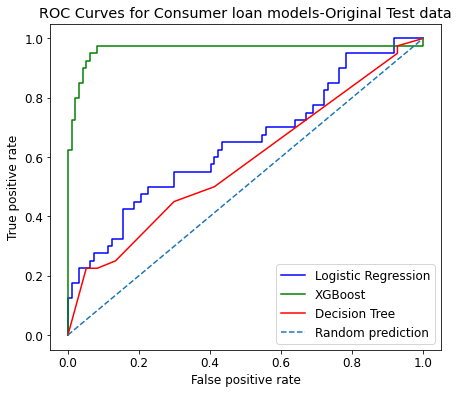 ROC Curves for Consumer loan models-Original Test data
1.0
0.8
0.6
0.4
0.2
0.0
True positive rate
Logistic Regression
XGBoost
Decision Tree
Random prediction
0.0 0.2 0.4 0.6 0.8 1.0
False positive rate